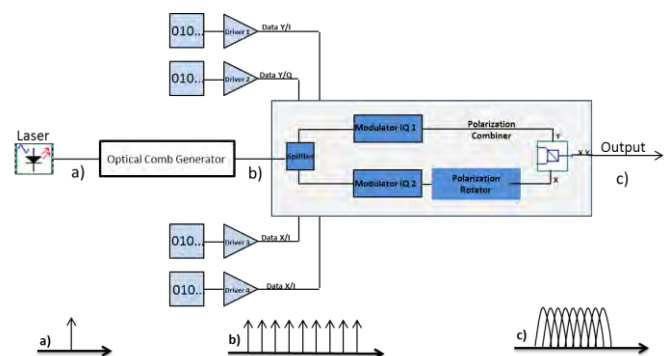 010...
Driver 1
Data Y/I
010...
Driver 2
Data Y/Q
Laser
a)
Optical Comb Generator
b)
Splitter
Modulator IQ 1
Polarization
Combiner
Y
Modulator IQ 2
Polarization
Rotator
X
X Y
Output
c)
010...
Driver 3
Data X/I
010...
Driver 4
Data X/I
a)
b)
c)